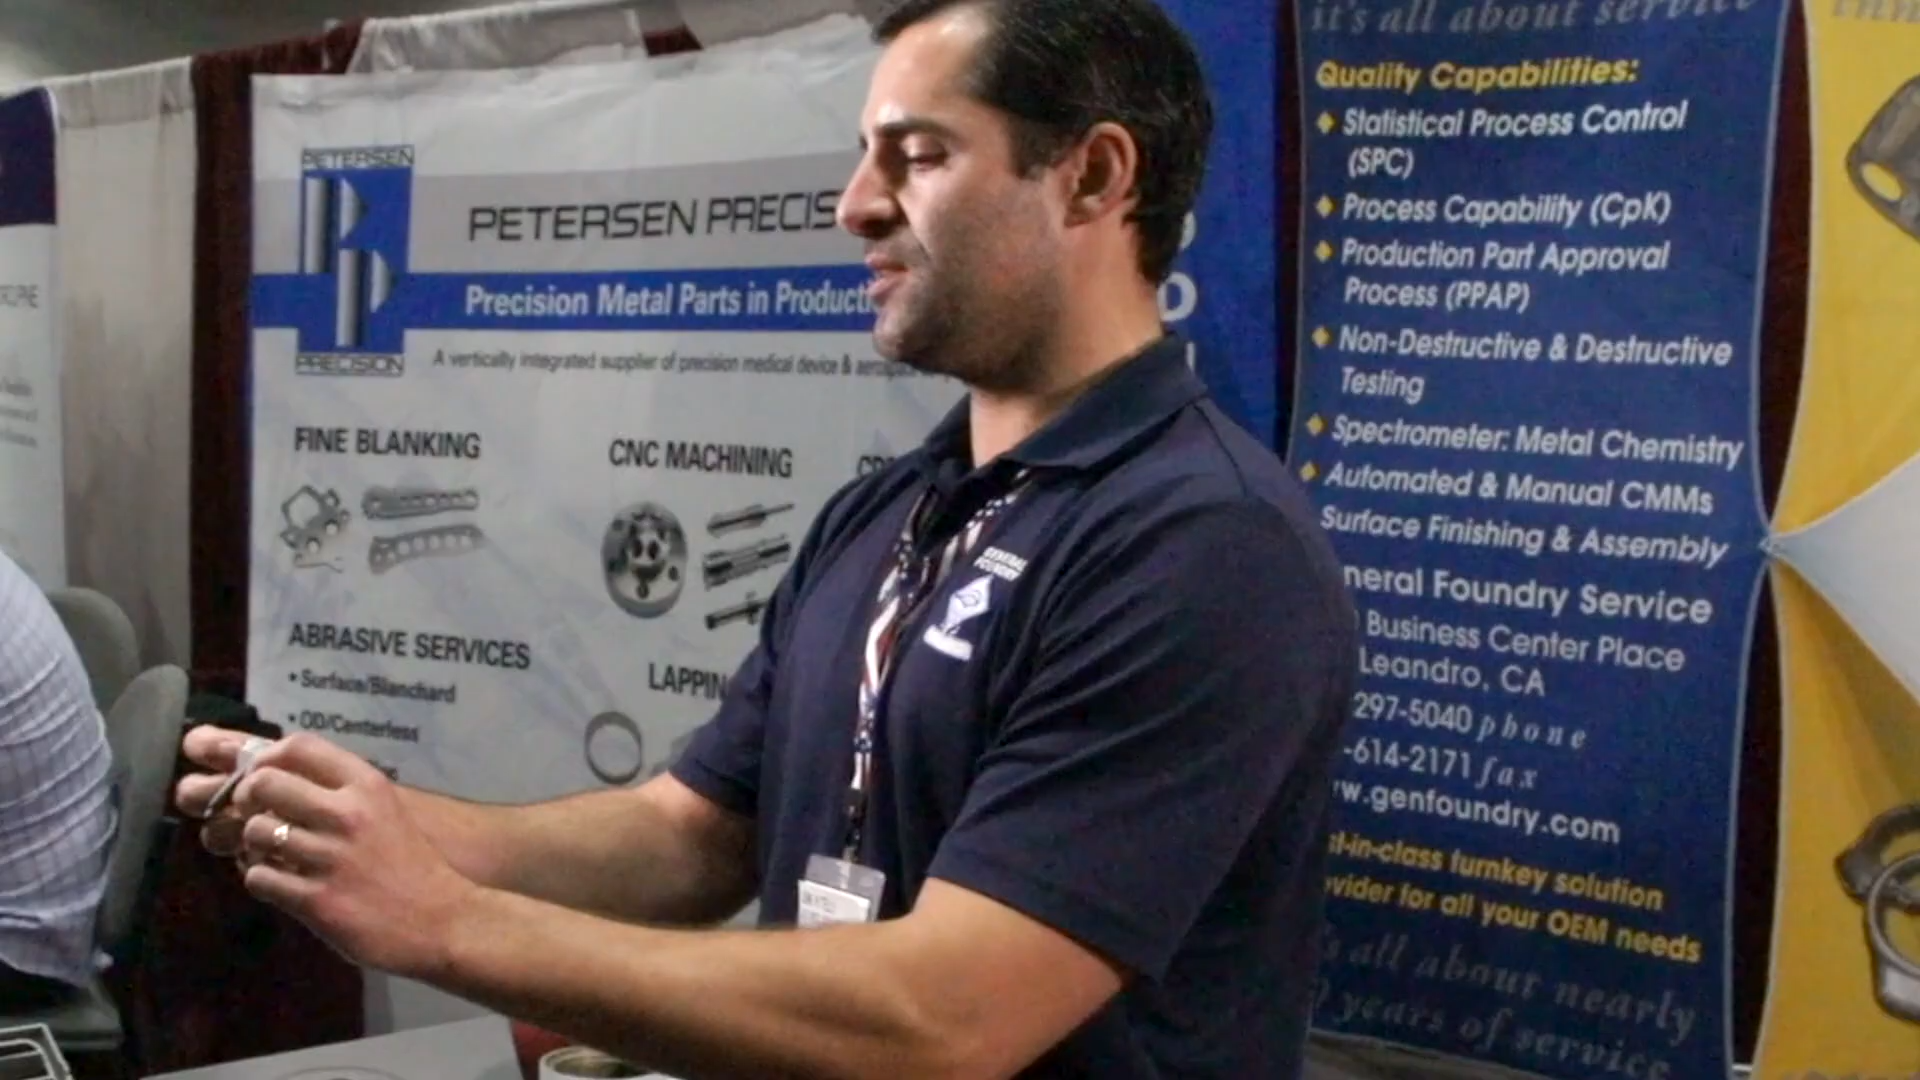 PETERSEN
PRECISION
PETERSEN PRECIS
Precision Metal Parts in Product
A vertically integrated supplier of precision medical device &
FINE BLANKING
CNC MACHINING
ABRASIVE SERVICES
• Surface/Blanchard
• OD/Centerless
LAPPIN
GENERAL
FOUNDRY
it's all about service
Quality Capabilities:
Statistical Process Control
(SPC)
Process Capability (CpK)
Production Part Approval
Process (PPAP)
Non-Destructive & Destructive
Testing
Spectrometer: Metal Chemistry
Automated & Manual CMMs
Surface Finishing & Assembly
neral Foundry Service
Business Center Place
Leandro, CA
297-5040 phone
-614-2171 fax
w.genfoundry.com
t-in-class turnkey solution
vider for all your OEM needs
s all about nearly
years of service